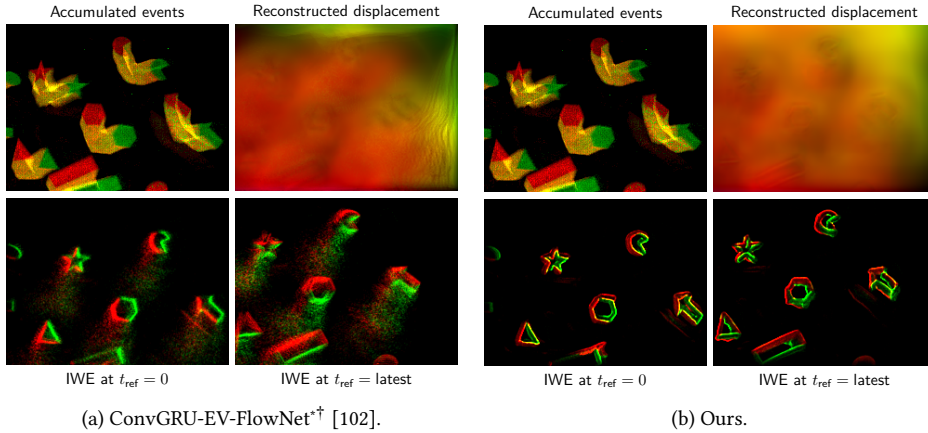 Accumulated events
Reconstructed displacement
Accumulated events
Reconstructed displacement
IWE at t_ref = 0
IWE at t_ref = latest
IWE at t_ref = 0
IWE at t_ref = latest
(a) ConvGRU-EV-FlowNet*† [102].
(b) Ours.